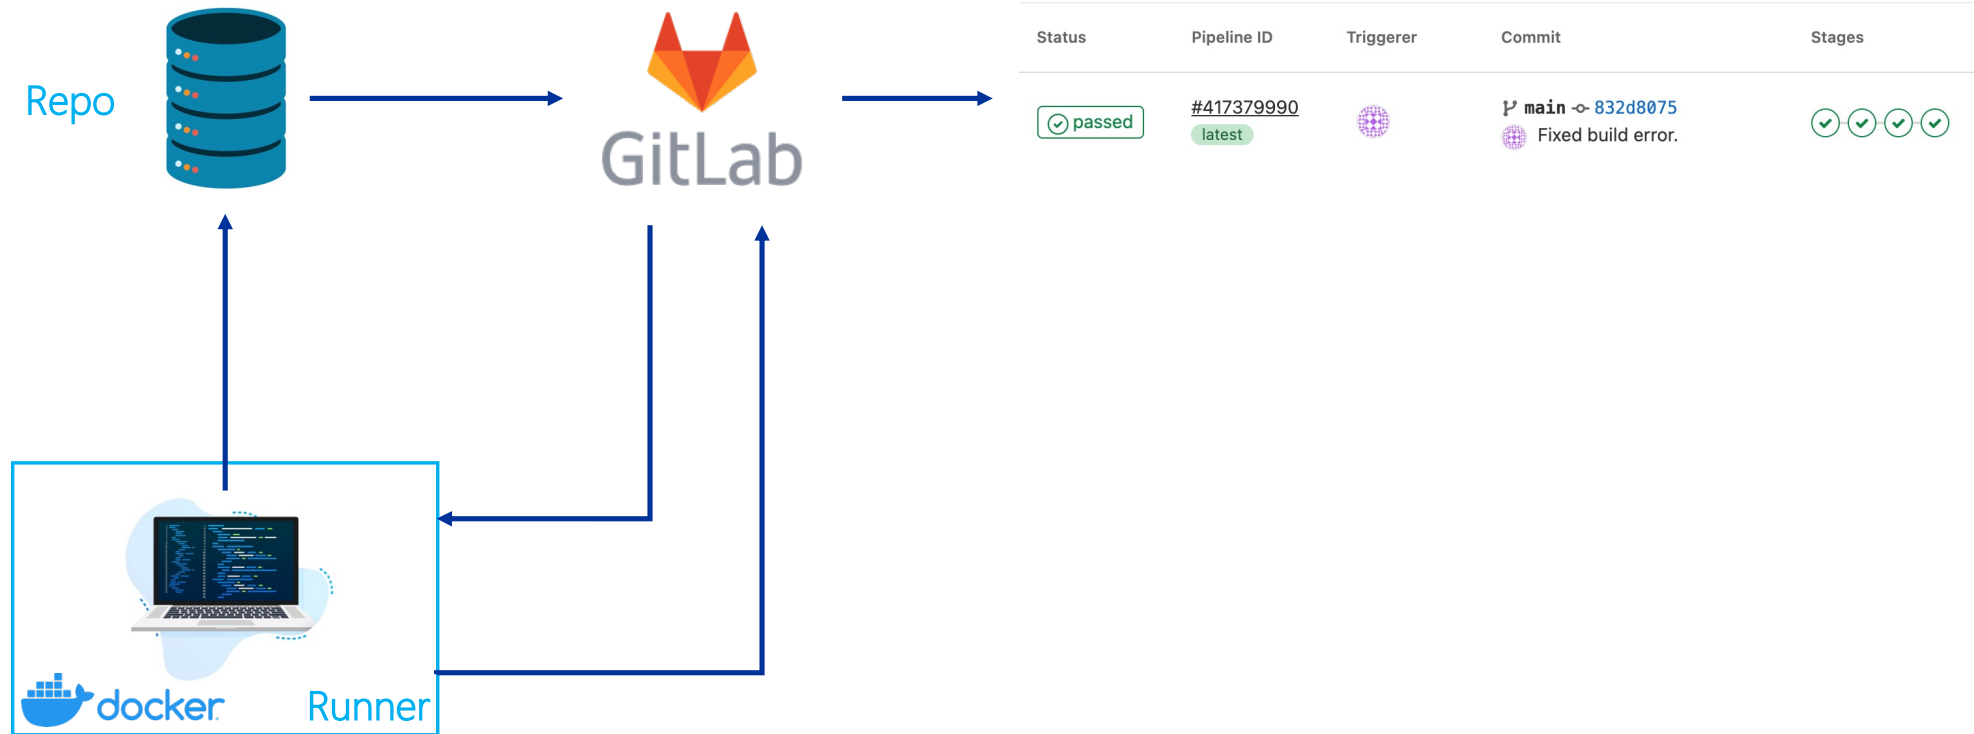 Repo
GitLab
Status Pipeline ID Triggerer Commit Stages
passed #417379990 main 832d8075
latest Fixed build error.
docker
Runner